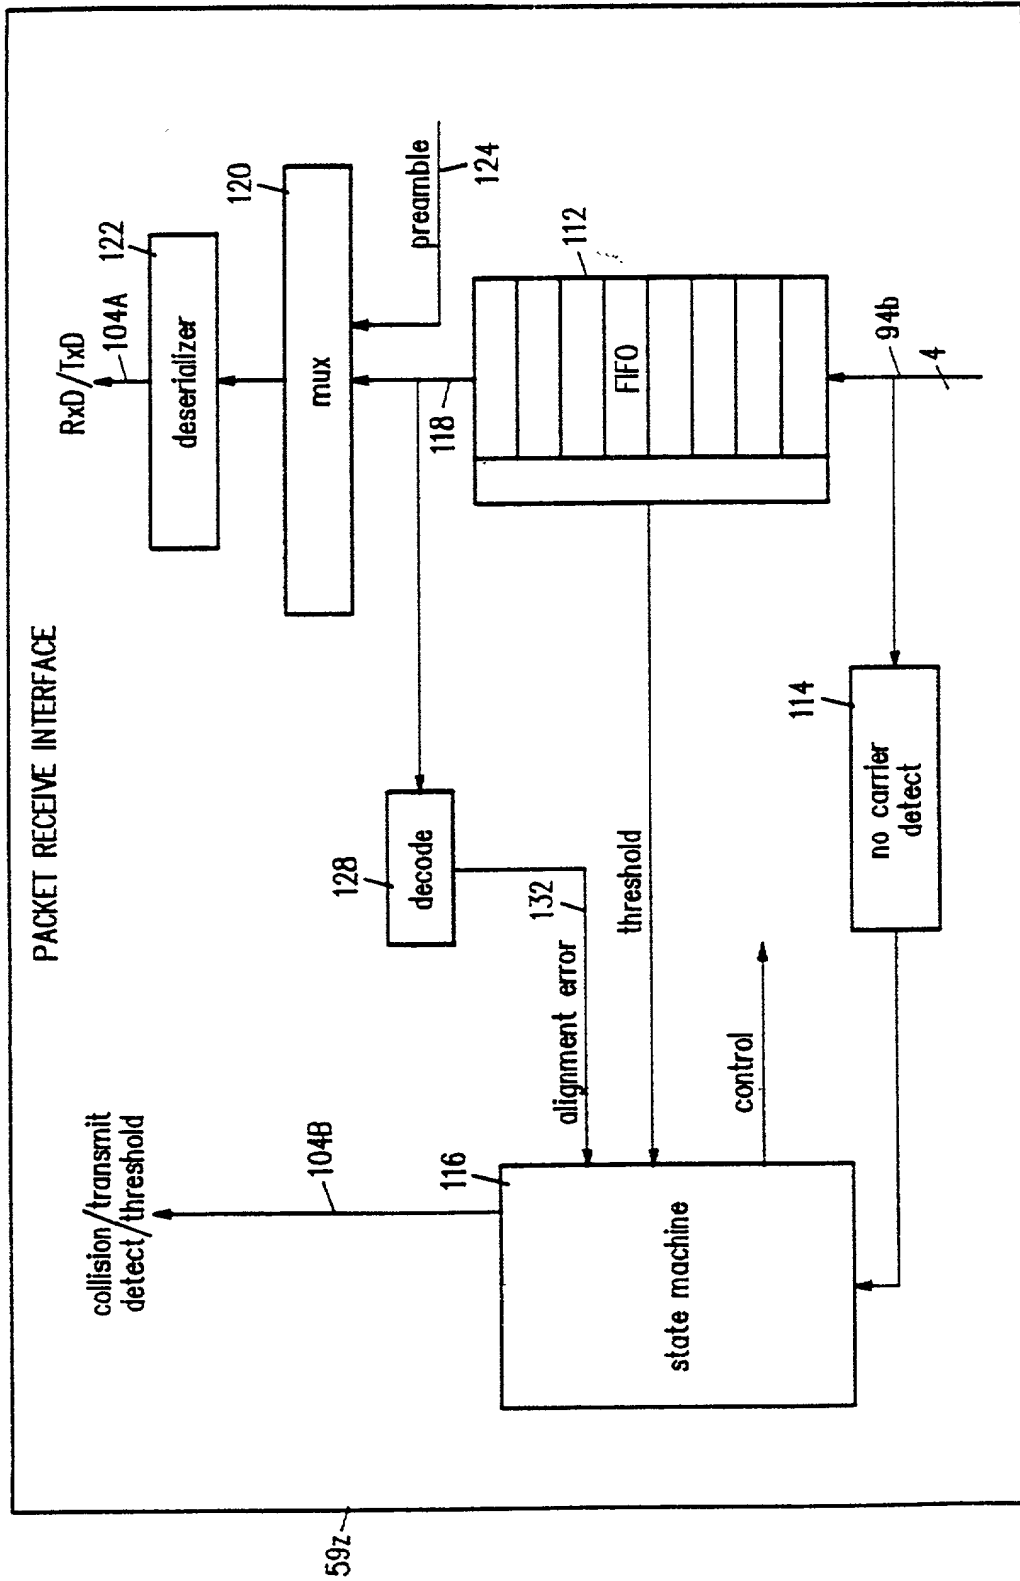 PACKET RECEIVE INTERFACE
59z
collision/transmit
detect/threshold
104B
116
state machine
alignment error
132
threshold
control
128
decode
114
no carrier
detect
RxD/TxD
104A
122
deserializer
120
mux
preamble
124
118
112
FIFO
94b
4